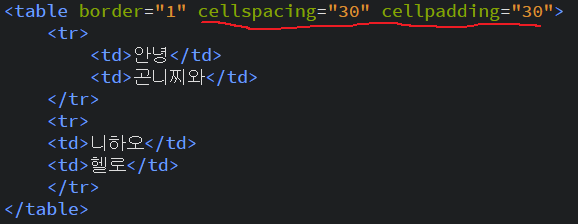 <table border="1" cellspacing="30" cellpadding="30">
<tr>
<td>안녕</td>
<td>곤니찌와</td>
</tr>
<tr>
<td>니하오</td>
<td>헬로</td>
</tr>
</table>